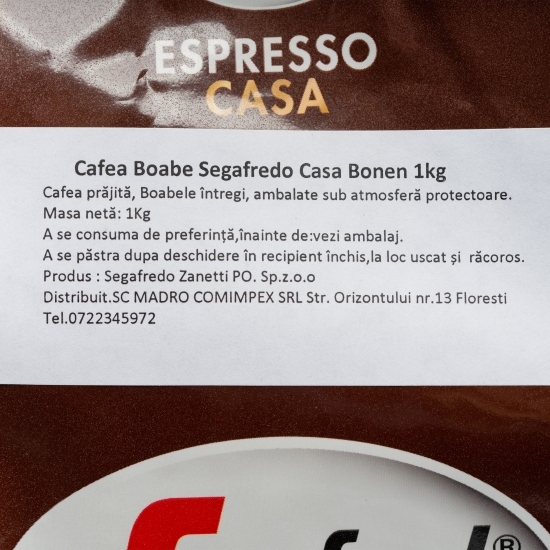 ESPRESSO
CASA
Cafea Boabe Segafredo Casa Bonen 1kg
Cafea prăjită, Boabele întregi, ambalate sub atmosferă protectoare.
Masa netă: 1Kg
A se consuma de preferință,înainte de:vezi ambalaj.
A se păstra dupa deschidere în recipient închis,la loc uscat și  răcoros.
Produs : Segafredo Zanetti PO. Sp.z.o.o
Distribuit.SC MADRO COMIMPEX SRL Str. Orizontului nr.13 Floresti
Tel.0722345972